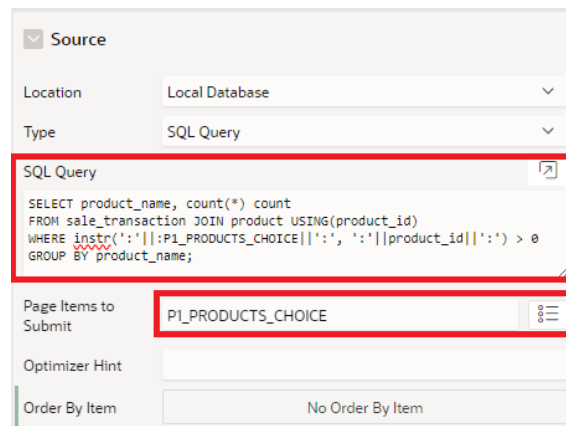 Source
Location Local Database
Type SQL Query
SQL Query
SELECT product_name, count(*) count
FROM sale_transaction JOIN product USING(product_id)
WHERE instr(':'||:P1_PRODUCTS_CHOICE||':', ':'||product_id||':') > 0
GROUP BY product_name;
Page Items to
Submit
P1_PRODUCTS_CHOICE
Optimizer Hint
Order By Item No Order By Item